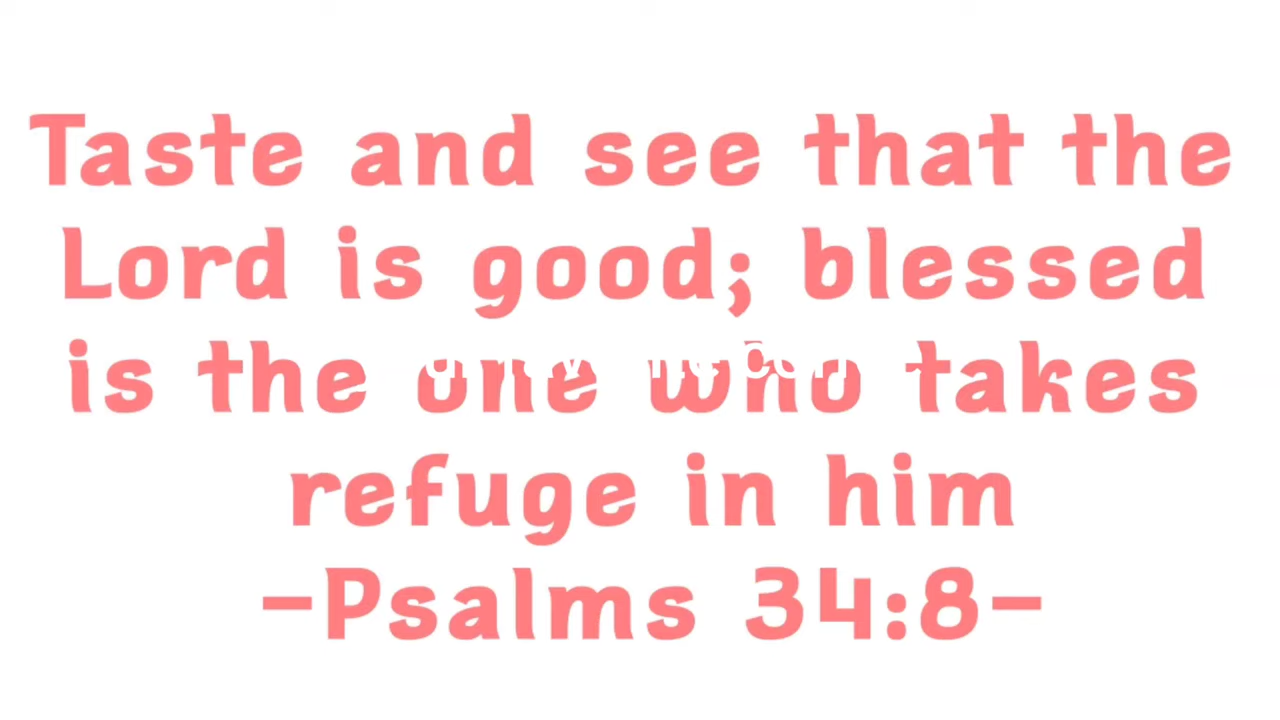 Taste and see that the
Lord is good; blessed
is the one who takes
refuge in him
-Psalms 34:8-